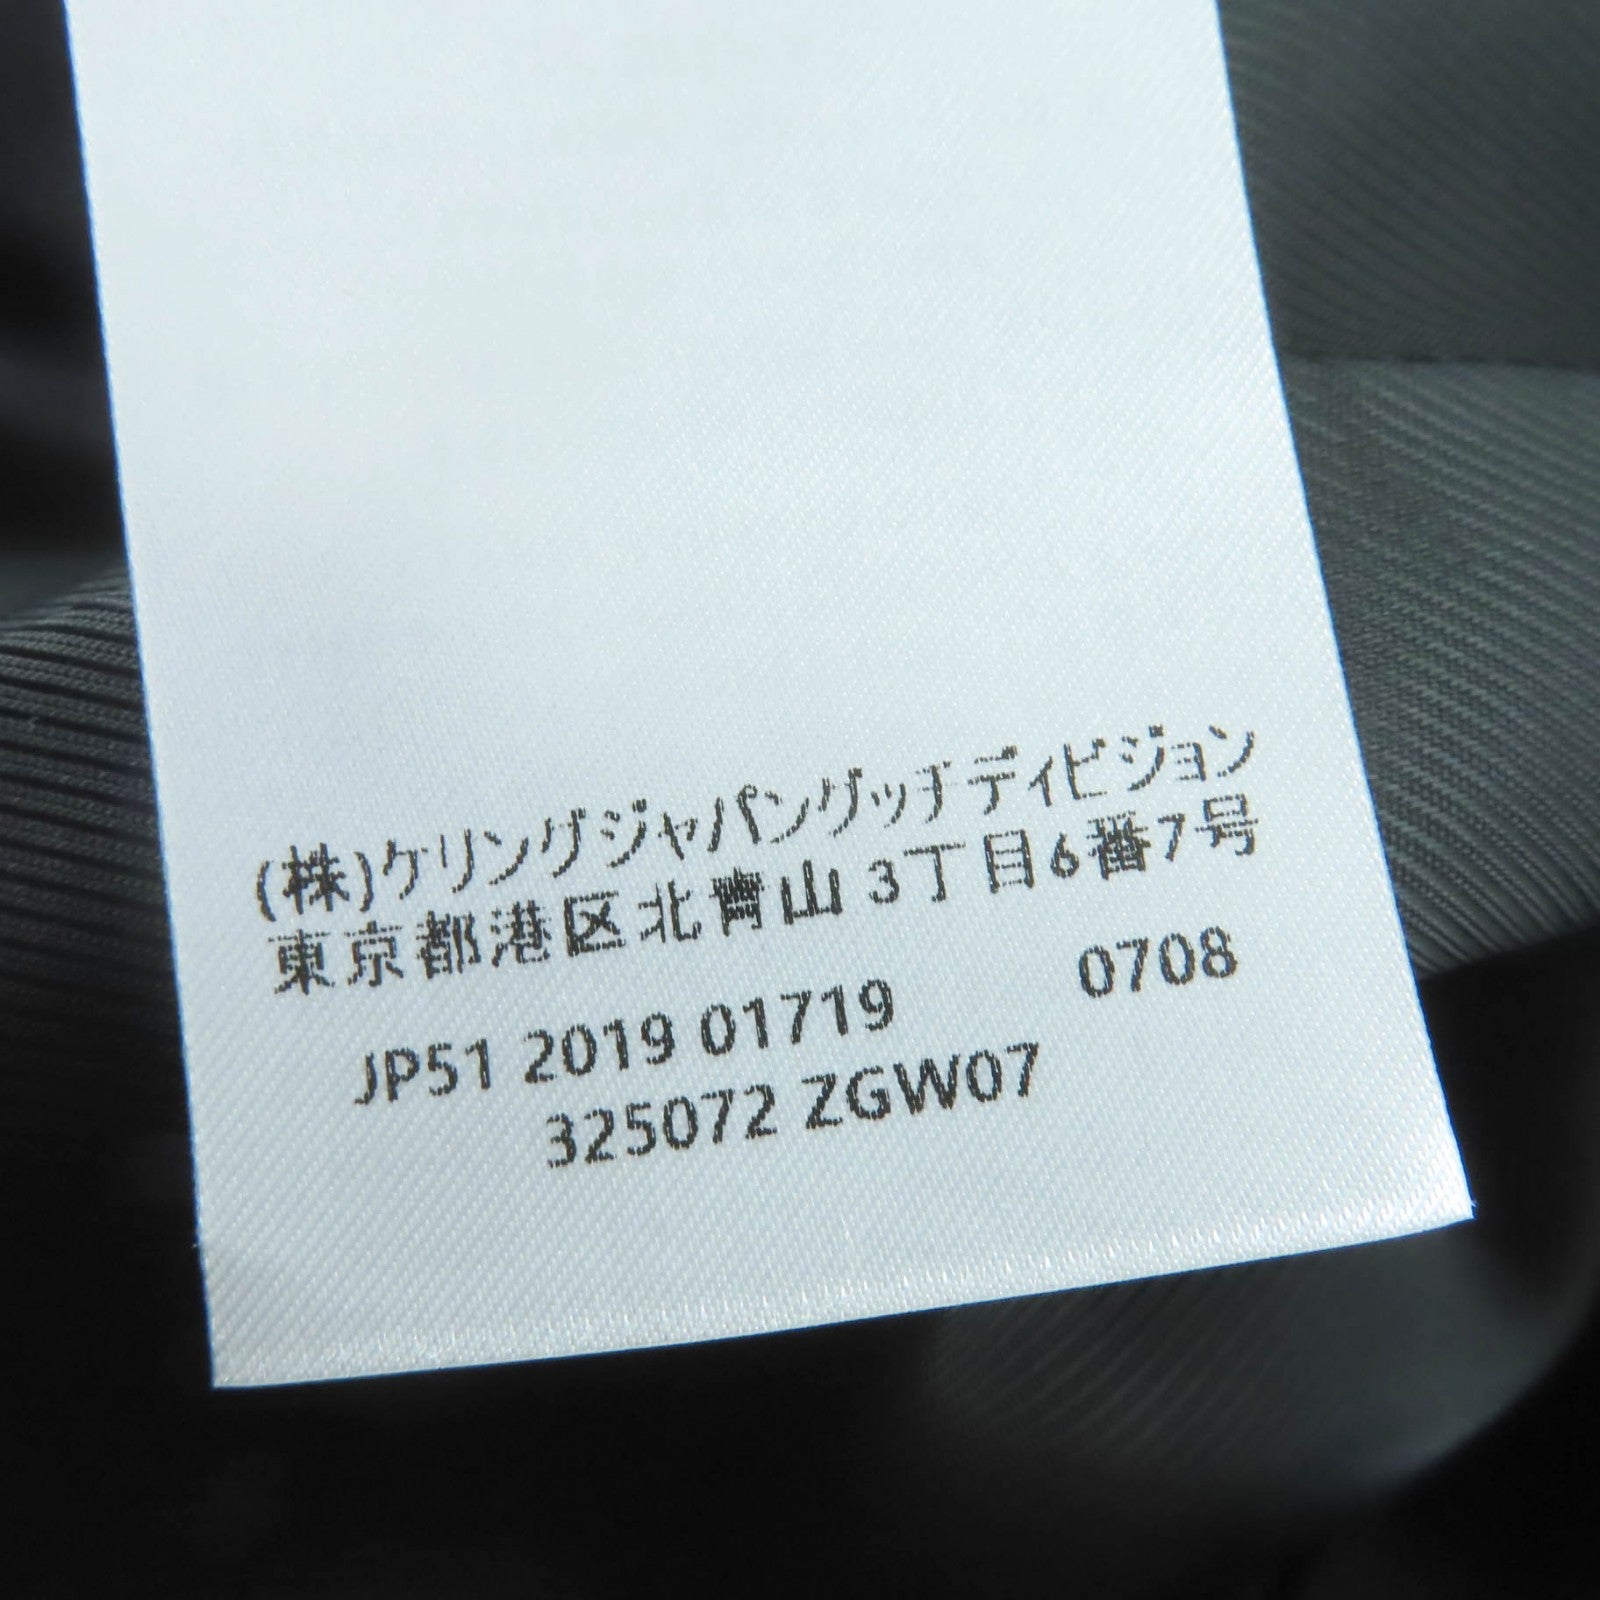 (株)ケリングジャパングッチディビジョン
東京都港区北青山 3丁目6番7号
JP51 2019 01719 0708
325072 ZGW07